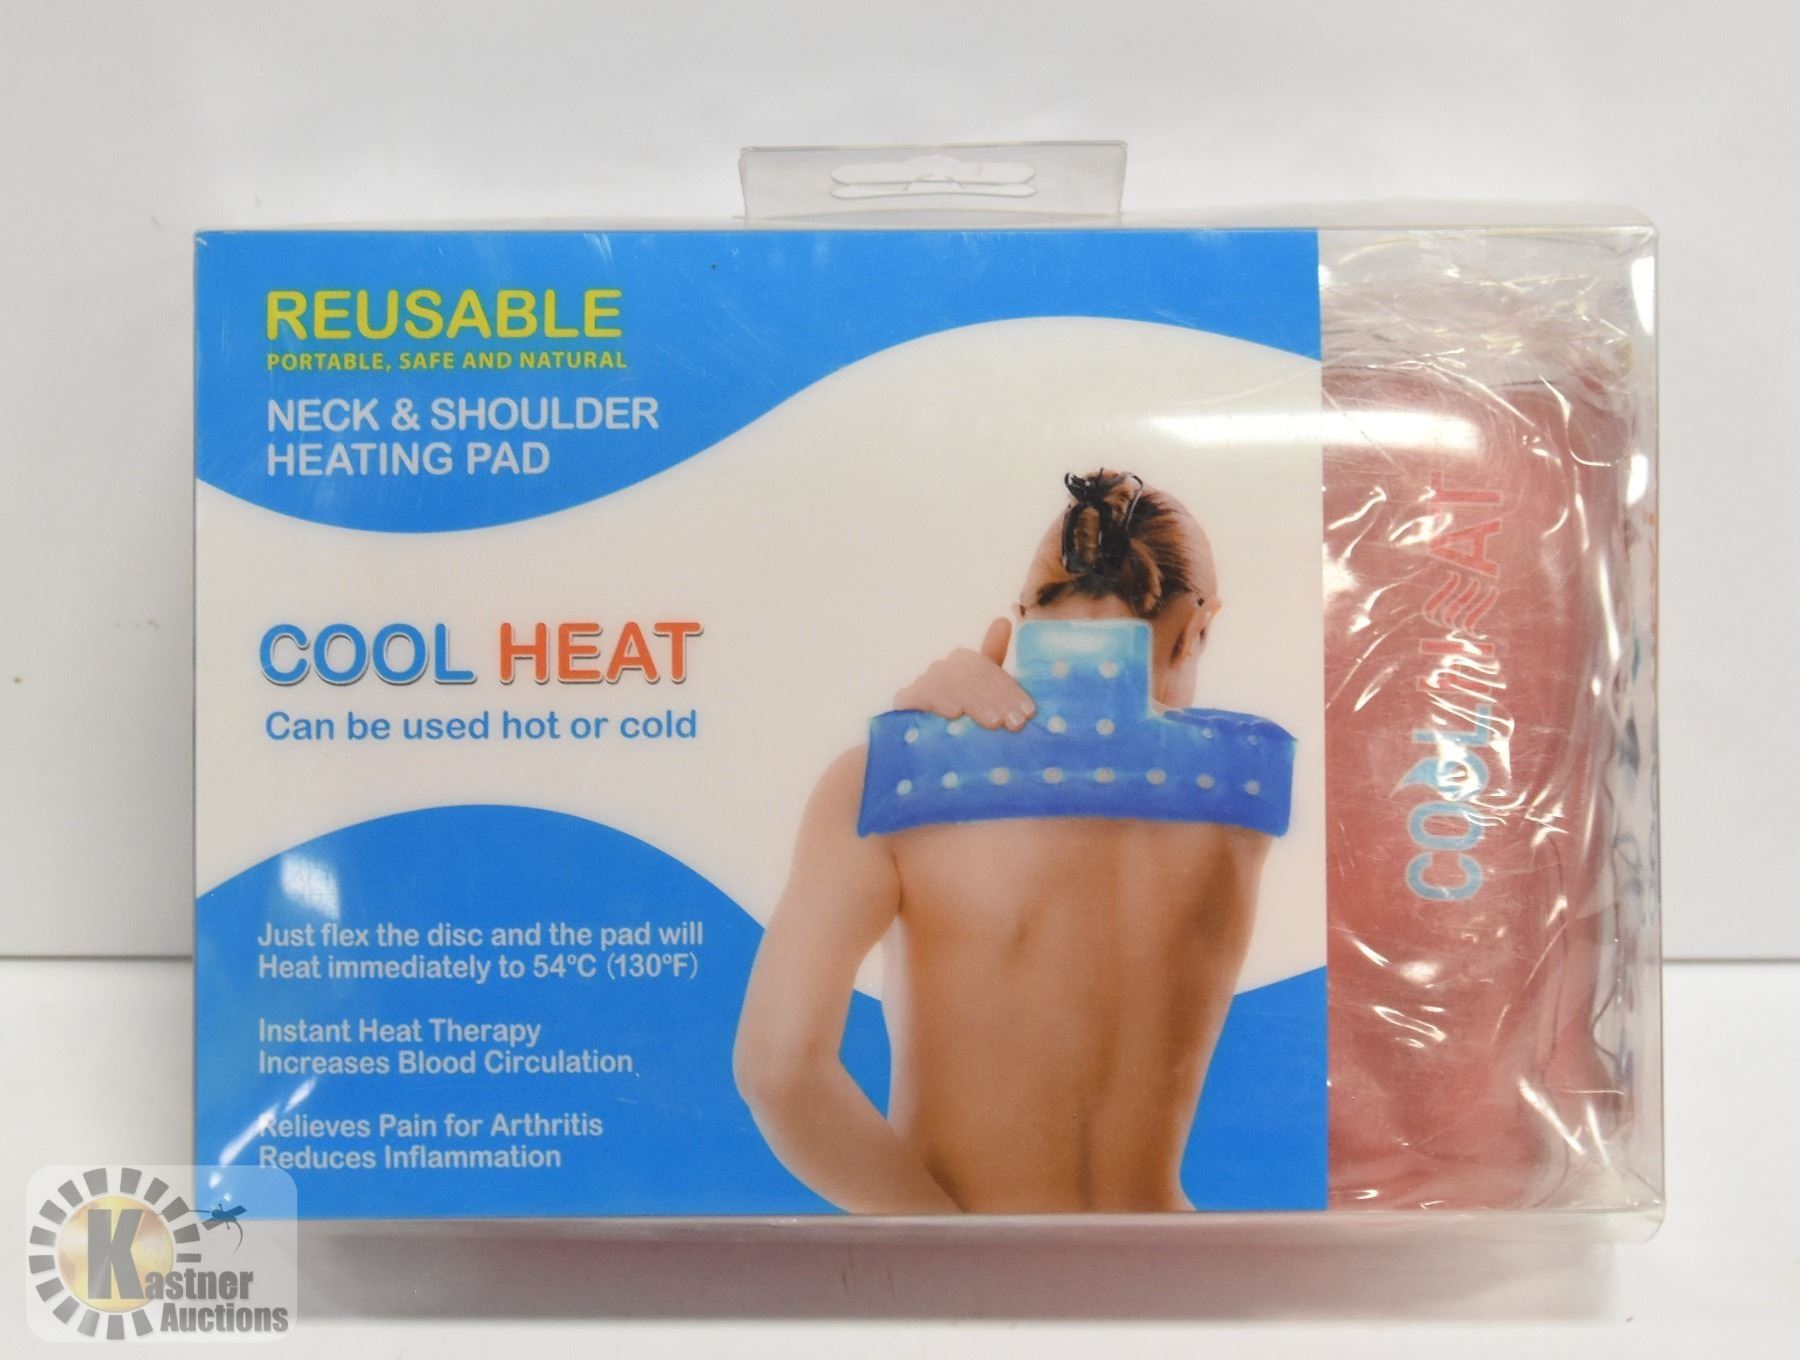 REUSABLE
PORTABLE, SAFE AND NATURAL
NECK & SHOULDER
HEATING PAD
COOL HEAT
Can be used hot or cold
Just flex the disc and the pad will
Heat immediately to 54ºC (130ºF)
Instant Heat Therapy
Increases Blood Circulation
Relieves Pain for Arthritis
Reduces Inflammation
COOL HEAT
Kastner
Auctions